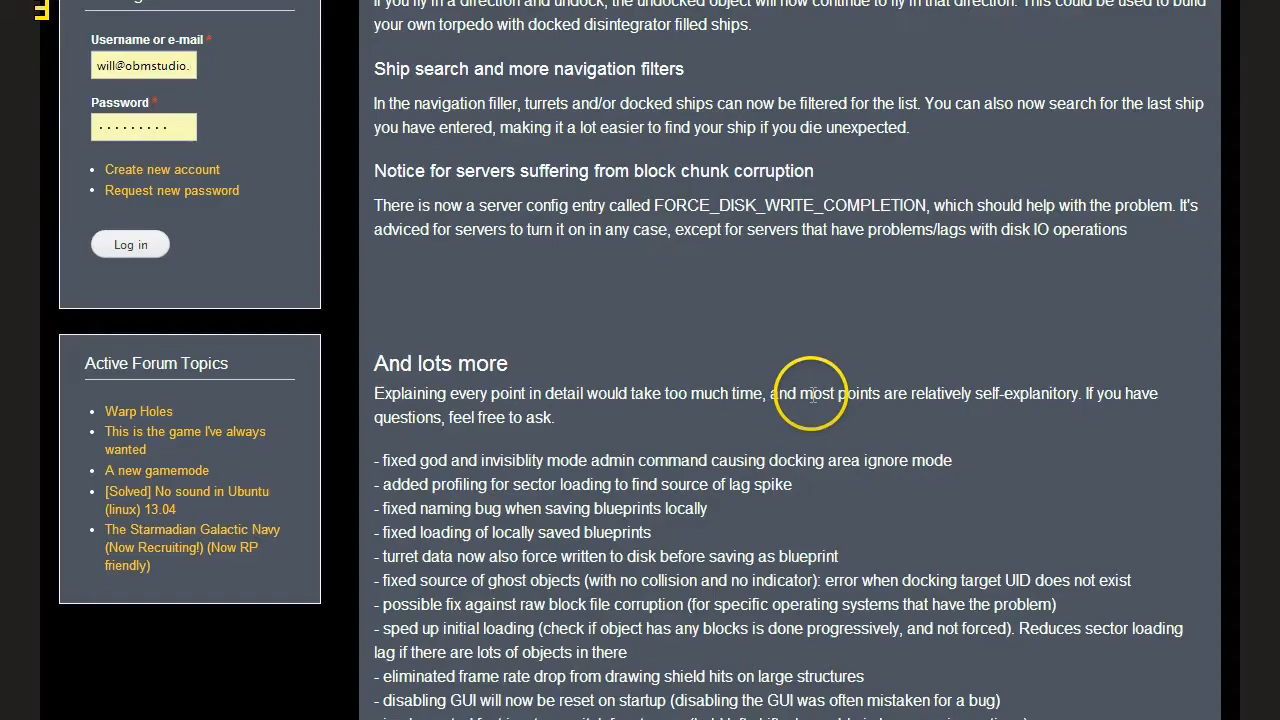 Username or e-mail *
will@obmstudio.
Password *
Create new account
Request new password
Log in
Active Forum Topics
Warp Holes
This is the game I've always
wanted
A new gamemode
[Solved] No sound in Ubuntu
(linux) 13.04
The Starmadian Galactic Navy
(Now Recruiting!) (Now RP
friendly)
If you fly in a direction and undock, the undocked object will now continue to fly in that direction. This could be used to build
your own torpedo with docked disintegrator filled ships.
Ship search and more navigation filters
In the navigation filler, turrets and/or docked ships can now be filtered for the list. You can also now search for the last ship
you have entered, making it a lot easier to find your ship if you die unexpected.
Notice for servers suffering from block chunk corruption
There is now a server config entry called FORCE_DISK_WRITE_COMPLETION, which should help with the problem. It's
adviced for servers to turn it on in any case, except for servers that have problems/lags with disk IO operations
And lots more
Explaining every point in detail would take too much time, and most points are relatively self-explanitory. If you have
questions, feel free to ask.
- fixed god and invisiblity mode admin command causing docking area ignore mode
- added profiling for sector loading to find source of lag spike
- fixed naming bug when saving blueprints locally
- fixed loading of locally saved blueprints
- turret data now also force written to disk before saving as blueprint
- fixed source of ghost objects (with no collision and no indicator): error when docking target UID does not exist
- possible fix against raw block file corruption (for specific operating systems that have the problem)
- sped up initial loading (check if object has any blocks is done progressively, and not forced). Reduces sector loading
lag if there are lots of objects in there
- eliminated frame rate drop from drawing shield hits on large structures
- disabling GUI will now be reset on startup (disabling the GUI was often mistaken for a bug)